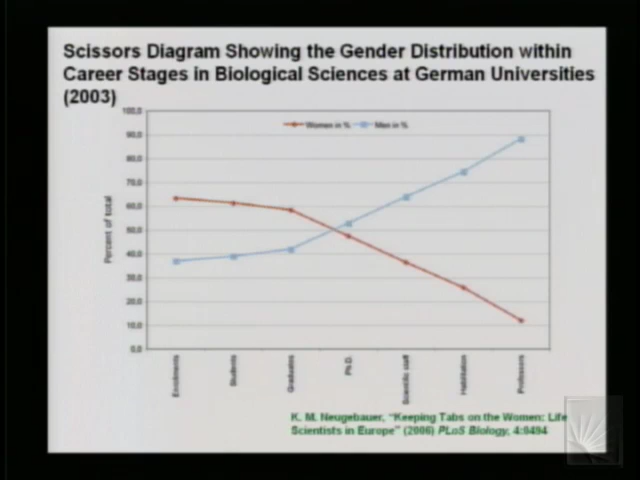 Scissors Diagram Showing the Gender Distribution within
Career Stages in Biological Sciences at German Universities
(2003)
100,0
Women in %
Men in %
90,0
80,0
70,0
60,0
50,0
40,0
30,0
20,0
10,0
0,0
Percent of total
Enrolments
Students
Graduates
Ph.D.
Scientific staff
Habilitation
Professors
K. M. Neugebauer, "Keeping Tabs on the Women: Life
Scientists in Europe" (2006) PLoS Biology, 4:0494